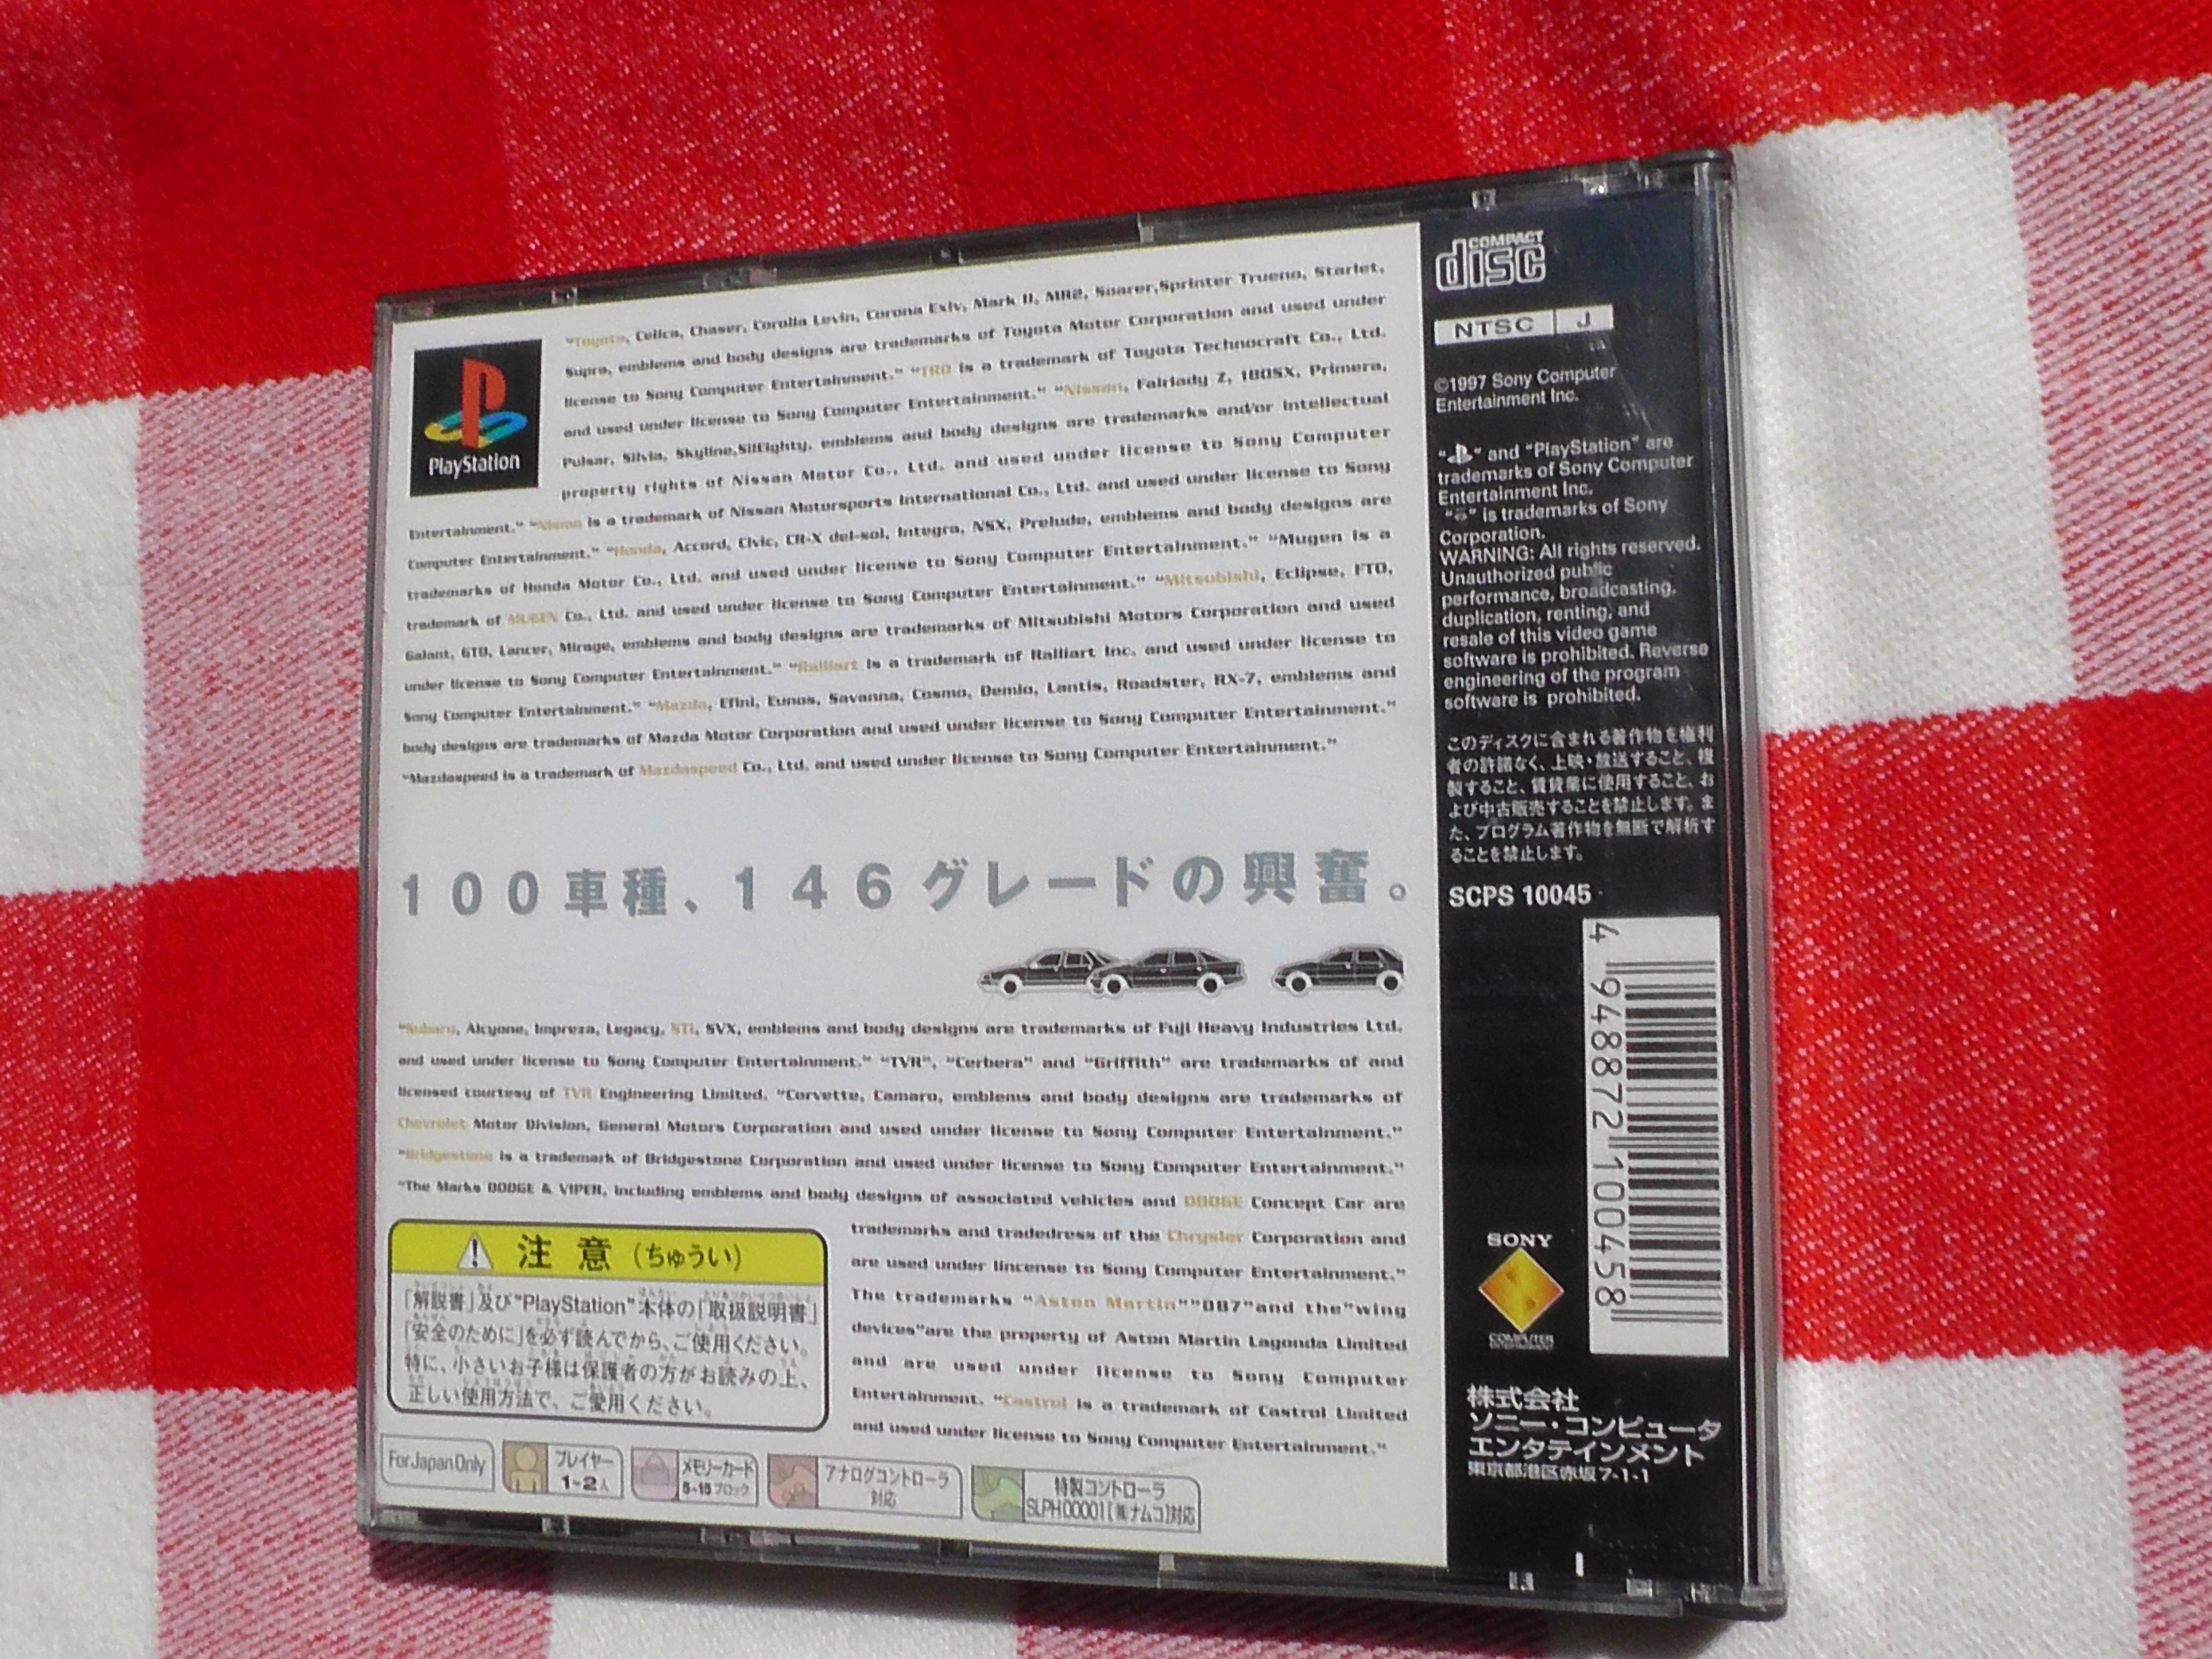 PlayStation
"Toyota, Celica, Chaser, Corolla Levin, Corona Exiv, Mark II, MR2, Soarer,Sprinter Trueno, Starlet,
Supra, emblems and body designs are trademarks of Toyota Motor Corporation and used under
license to Sony Computer Entertainment." "TRD is a trademark of Toyota Technocraft Co., Ltd.
and used under license to Sony Computer Entertainment." "Nissan, Fairlady Z, 180SX, Primera,
Pulsar, Silvia, Skyline,SilEighty, emblems and body designs are trademarks and/or intellectual
property rights of Nissan Motor Co., Ltd. and used under license to Sony Computer
Entertainment." "Nismo is a trademark of Nissan Motorsports International Co., Ltd. and used under license to Sony
Computer Entertainment." "Honda, Accord, Civic, CR-X del-sol, Integra, NSX, Prelude, emblems and body designs are
trademarks of Honda Motor Co., Ltd. and used under license to Sony Computer Entertainment." "Mugen is a
trademark of MUGEN Co., Ltd. and used under license to Sony Computer Entertainment." "Mitsubishi, Eclipse, FTO,
Galant, GTO, Lancer, Mirage, emblems and body designs are trademarks of Mitsubishi Motors Corporation and used
under license to Sony Computer Entertainment." "Ralliart is a trademark of Ralliart Inc. and used under license to
Sony Computer Entertainment." "Mazda, Efini, Eunos, Savanna, Cosmo, Demio, Lantis, Roadster, RX-7, emblems and
body designs are trademarks of Mazda Motor Corporation and used under license to Sony Computer Entertainment."
"Mazdaspeed is a trademark of Mazdaspeed Co., Ltd. and used under license to Sony Computer Entertainment."
100車種、146グレードの興奮。
"Subaru, Alcyone, Impreza, Legacy, STi, SVX, emblems and body designs are trademarks of Fuji Heavy Industries Ltd.
and used under license to Sony Computer Entertainment." "TVR", "Cerbera" and "Griffith" are trademarks of and
licensed courtesy of TVR Engineering Limited. "Corvette, Camaro, emblems and body designs are trademarks of
Chevrolet Motor Division, General Motors Corporation and used under license to Sony Computer Entertainment."
"Bridgestone is a trademark of Bridgestone Corporation and used under license to Sony Computer Entertainment."
"The Marks DODGE & VIPER, including emblems and body designs of associated vehicles and DODGE Concept Car are
trademarks and tradedress of the Chrysler Corporation and
are used under lincense to Sony Computer Entertainment."
The trademarks "Aston Martin""DB7"and the"wing
devices"are the property of Aston Martin Lagonda Limited
and are used under license to Sony Computer
Entertainment. "Castrol is a trademark of Castrol Limited
and used under license to Sony Computer Entertainment."
注意(ちゅうい)
「解説書」及び"PlayStation"本体の「取扱説明書」
「安全のために」を必ず読んでから、ご使用ください。
特に、小さいお子様は保護者の方がお読みの上、
正しい使用方法で、ご愛用ください。
For Japan Only
プレイヤー
1~2人
メモリーカード
5~15ブロック
アナログコントローラ
対応
特製コントローラ
SLPH00001[㈱ナムコ]対応
COMPACT
disc
NTSC J
©1997 Sony Computer
Entertainment Inc.
" " and "PlayStation" are
trademarks of Sony Computer
Entertainment Inc.
" " is trademarks of Sony
Corporation.
WARNING: All rights reserved.
Unauthorized public
performance, broadcasting,
duplication, renting, and
resale of this video game
software is prohibited. Reverse
engineering of the program
software is prohibited.
このディスクに含まれる著作物を権利
者の許諾なく、上映・放送すること、複
製すること、賃貸業に使用すること、お
よび中古販売することを禁止します。ま
た、プログラム著作物を無断で解析す
ることを禁止します。
SCPS 10045
4 948872 100458
SONY
COMPUTER
ENTERTAINMENT
株式会社
ソニー・コンピュータ
エンタテインメント
東京都港区赤坂7-1-1